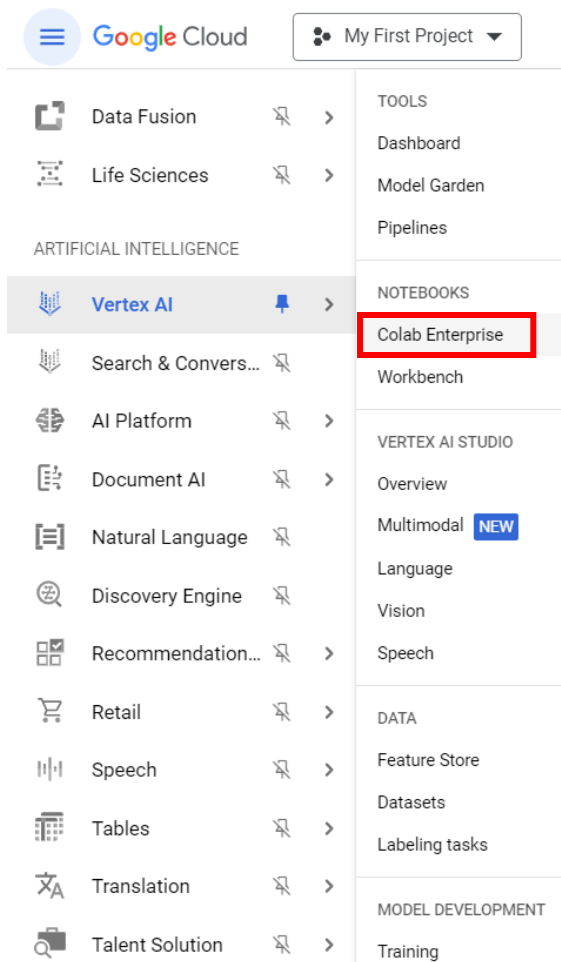 Google Cloud
My First Project
Data Fusion
Life Sciences
ARTIFICIAL INTELLIGENCE
Vertex AI
Search & Convers...
AI Platform
Document AI
Natural Language
Discovery Engine
Recommendation...
Retail
Speech
Tables
Translation
Talent Solution
TOOLS
Dashboard
Model Garden
Pipelines
NOTEBOOKS
Colab Enterprise
Workbench
VERTEX AI STUDIO
Overview
Multimodal NEW
Language
Vision
Speech
DATA
Feature Store
Datasets
Labeling tasks
MODEL DEVELOPMENT
Training